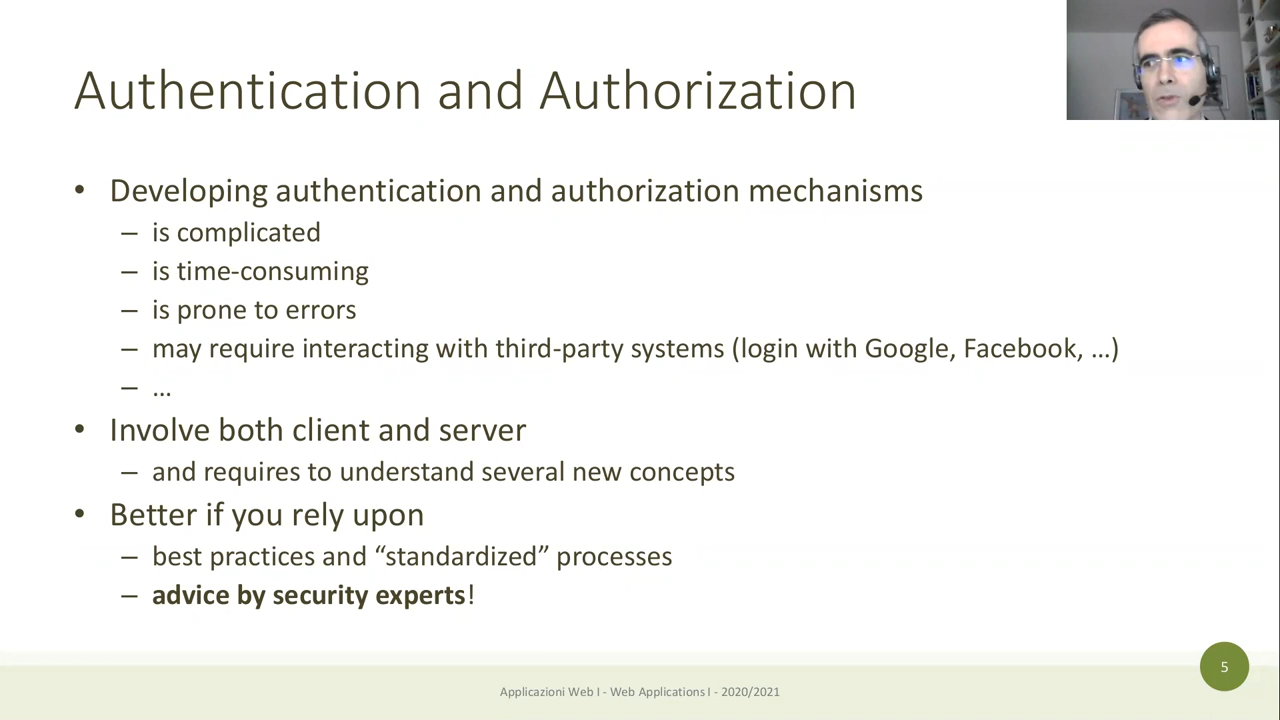 Authentication and Authorization
• Developing authentication and authorization mechanisms
– is complicated
– is time-consuming
– is prone to errors
– may require interacting with third-party systems (login with Google, Facebook, …)
– …
• Involve both client and server
– and requires to understand several new concepts
• Better if you rely upon
– best practices and “standardized” processes
– advice by security experts!
5
Applicazioni Web I - Web Applications I - 2020/2021